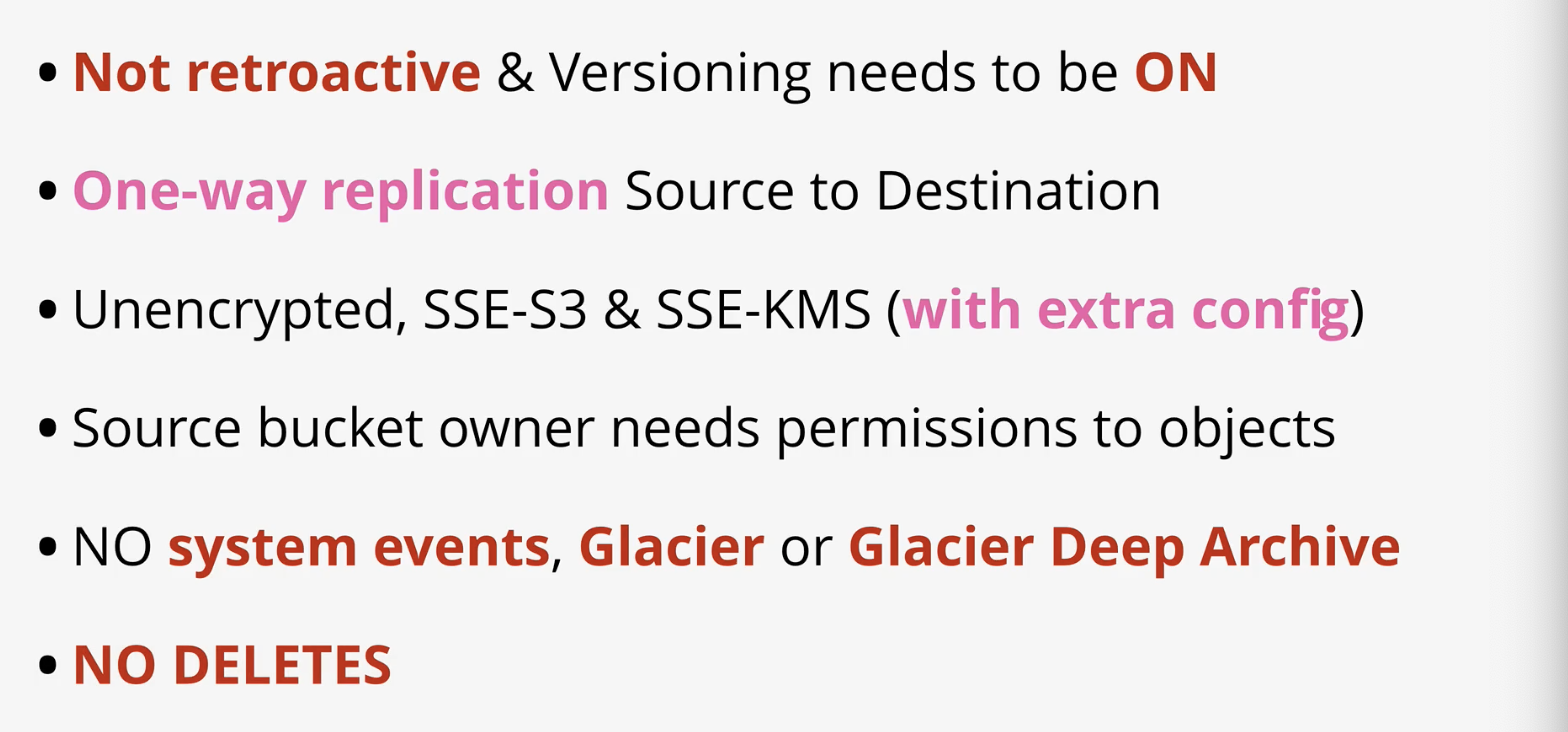 • Not retroactive & Versioning needs to be ON
• One-way replication Source to Destination
• Unencrypted, SSE-S3 & SSE-KMS (with extra config)
• Source bucket owner needs permissions to objects
• NO system events, Glacier or Glacier Deep Archive
• NO DELETES